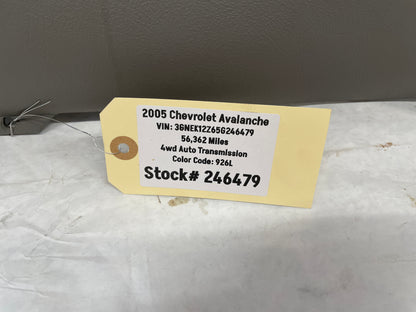 2005 Chevrolet Avalanche
VIN: 3GNEK12Z65G246479
56,362 Miles
4wd Auto Transmission
Color Code: 926L
Stock# 246479